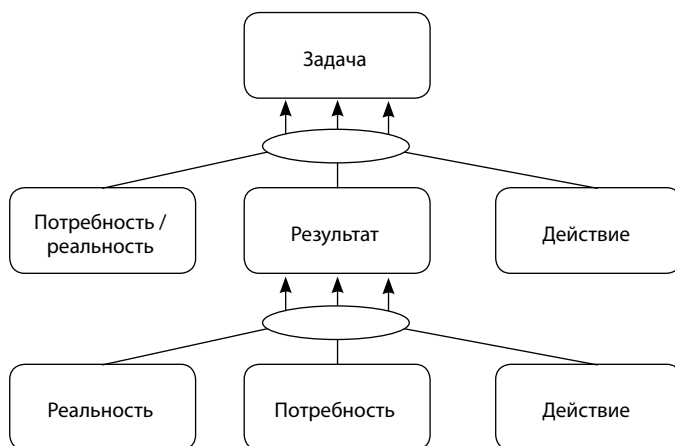 Задача
Потребность /
реальность
Результат
Действие
Реальность
Потребность
Действие